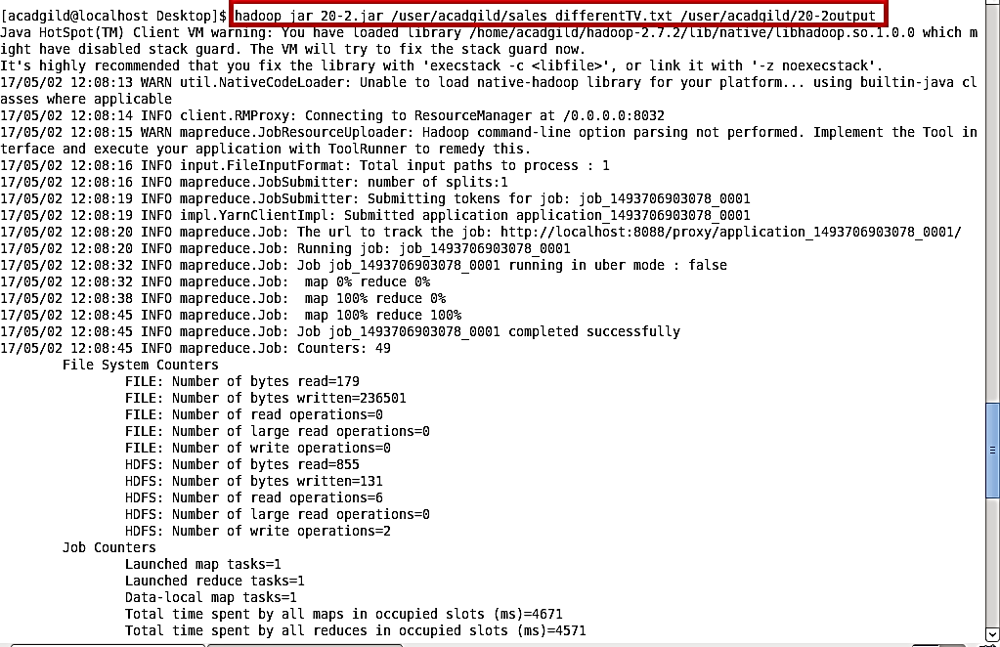 [acadgild@localhost Desktop]$ hadoop jar 20-2.jar /user/acadgild/sales_differentTV.txt /user/acadgild/20-2output
Java HotSpot(TM) Client VM warning: You have loaded library /home/acadgild/hadoop-2.7.2/lib/native/libhadoop.so.1.0.0 which m
ight have disabled stack guard. The VM will try to fix the stack guard now.
It's highly recommended that you fix the library with 'execstack -c <libfile>', or link it with '-z noexecstack'.
17/05/02 12:08:13 WARN util.NativeCodeLoader: Unable to load native-hadoop library for your platform... using builtin-java cl
asses where applicable
17/05/02 12:08:14 INFO client.RMProxy: Connecting to ResourceManager at /0.0.0.0:8032
17/05/02 12:08:15 WARN mapreduce.JobResourceUploader: Hadoop command-line option parsing not performed. Implement the Tool in
terface and execute your application with ToolRunner to remedy this.
17/05/02 12:08:16 INFO input.FileInputFormat: Total input paths to process : 1
17/05/02 12:08:16 INFO mapreduce.JobSubmitter: number of splits:1
17/05/02 12:08:19 INFO mapreduce.JobSubmitter: Submitting tokens for job: job_1493706903078_0001
17/05/02 12:08:19 INFO impl.YarnClientImpl: Submitted application application_1493706903078_0001
17/05/02 12:08:20 INFO mapreduce.Job: The url to track the job: http://localhost:8088/proxy/application_1493706903078_0001/
17/05/02 12:08:20 INFO mapreduce.Job: Running job: job_1493706903078_0001
17/05/02 12:08:32 INFO mapreduce.Job: Job job_1493706903078_0001 running in uber mode : false
17/05/02 12:08:32 INFO mapreduce.Job:  map 0% reduce 0%
17/05/02 12:08:38 INFO mapreduce.Job:  map 100% reduce 0%
17/05/02 12:08:45 INFO mapreduce.Job:  map 100% reduce 100%
17/05/02 12:08:45 INFO mapreduce.Job: Job job_1493706903078_0001 completed successfully
17/05/02 12:08:45 INFO mapreduce.Job: Counters: 49
File System Counters
FILE: Number of bytes read=179
FILE: Number of bytes written=236501
FILE: Number of read operations=0
FILE: Number of large read operations=0
FILE: Number of write operations=0
HDFS: Number of bytes read=855
HDFS: Number of bytes written=131
HDFS: Number of read operations=6
HDFS: Number of large read operations=0
HDFS: Number of write operations=2
Job Counters
Launched map tasks=1
Launched reduce tasks=1
Data-local map tasks=1
Total time spent by all maps in occupied slots (ms)=4671
Total time spent by all reduces in occupied slots (ms)=4571